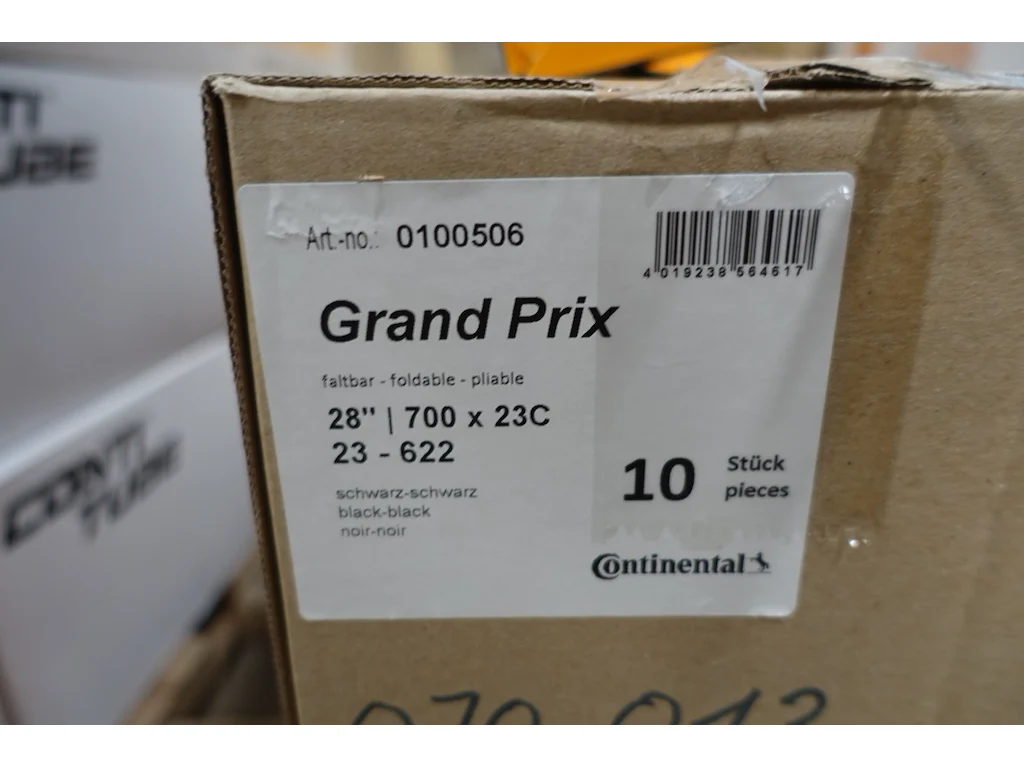 Art.-no.: 0100506
4 019238 564617
Grand Prix
faltbar - foldable - pliable
28" | 700 x 23C
23 - 622
10 Stück
pieces
schwarz-schwarz
black-black
noir-noir
Continental
CONTI
TUBE